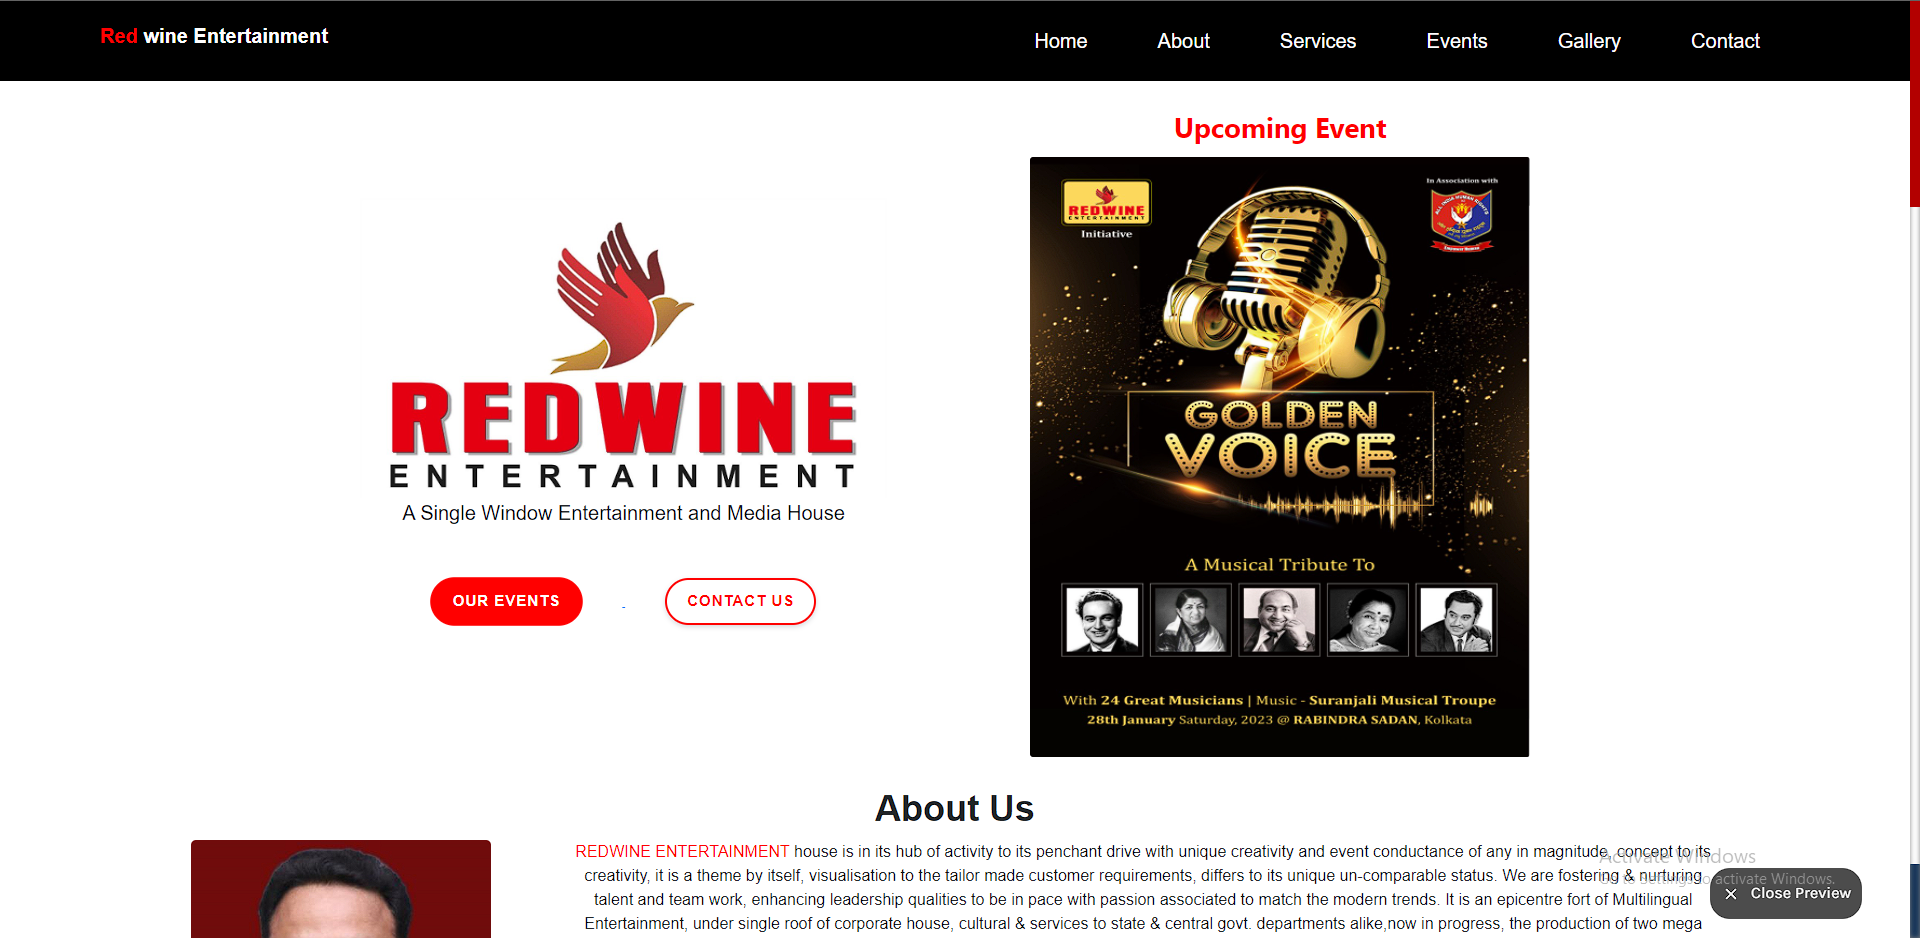 Red wine Entertainment
Home
About
Services
Events
Gallery
Contact
Upcoming Event
REDWINE
ENTERTAINMENT
Initiative
In Association with
ALL INDIA HUMAN RIGHTS
GOLDEN
VOICE
A Musical Tribute To
With 24 Great Musicians | Music - Suranjali Musical Troupe
28th January Saturday, 2023 @ RABINDRA SADAN, Kolkata
REDWINE
ENTERTAINMENT
A Single Window Entertainment and Media House
OUR EVENTS
-
CONTACT US
About Us
REDWINE ENTERTAINMENT house is in its hub of activity to its penchant drive with unique creativity and event conductance of any in magnitude, concept to its
creativity, it is a theme by itself, visualisation to the tailor made customer requirements, differs to its unique un-comparable status. We are fostering & nurturing
talent and team work, enhancing leadership qualities to be in pace with passion associated to match the modern trends. It is an epicentre fort of Multilingual
Entertainment, under single roof of corporate house, cultural & services to state & central govt. departments alike,now in progress, the production of two mega
Activate Windows
Go to Settings to activate Windows.
Close Preview